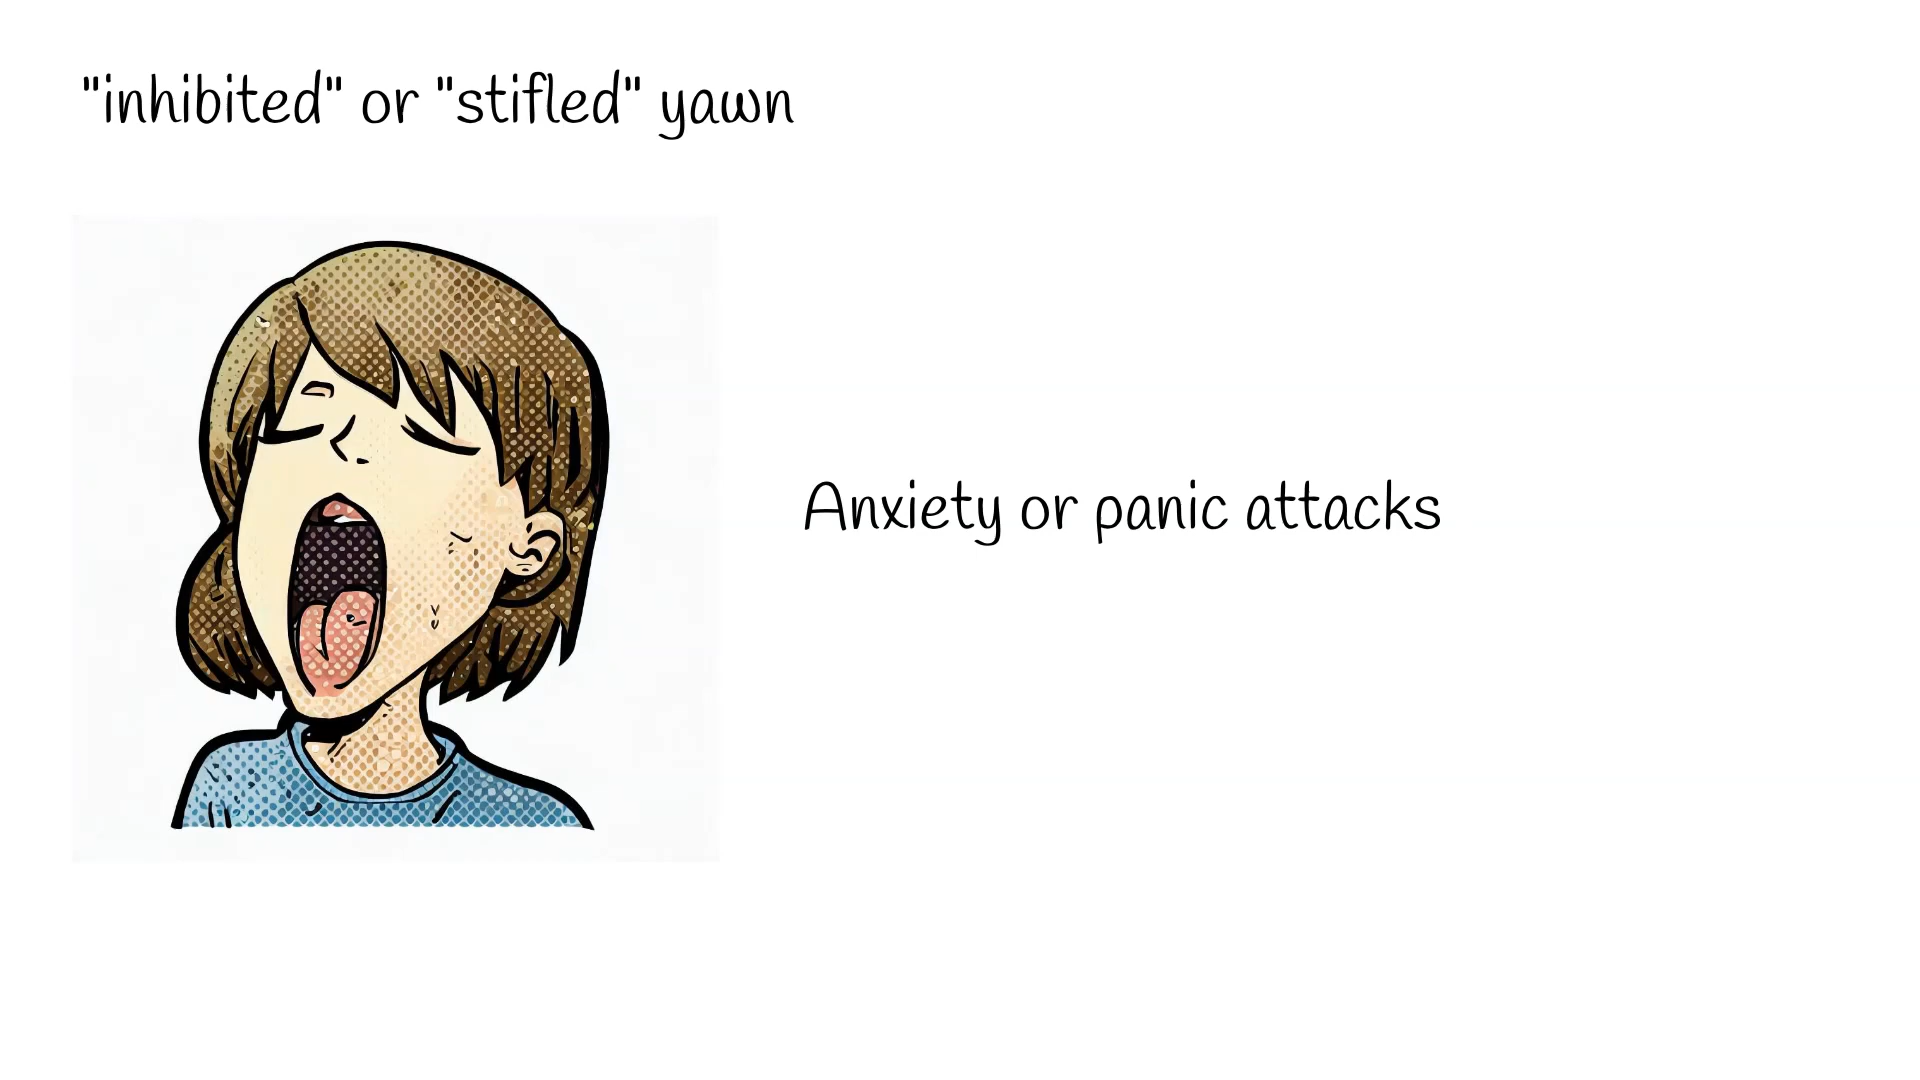 "inhibited" or "stifled" yawn
Anxiety or panic attacks